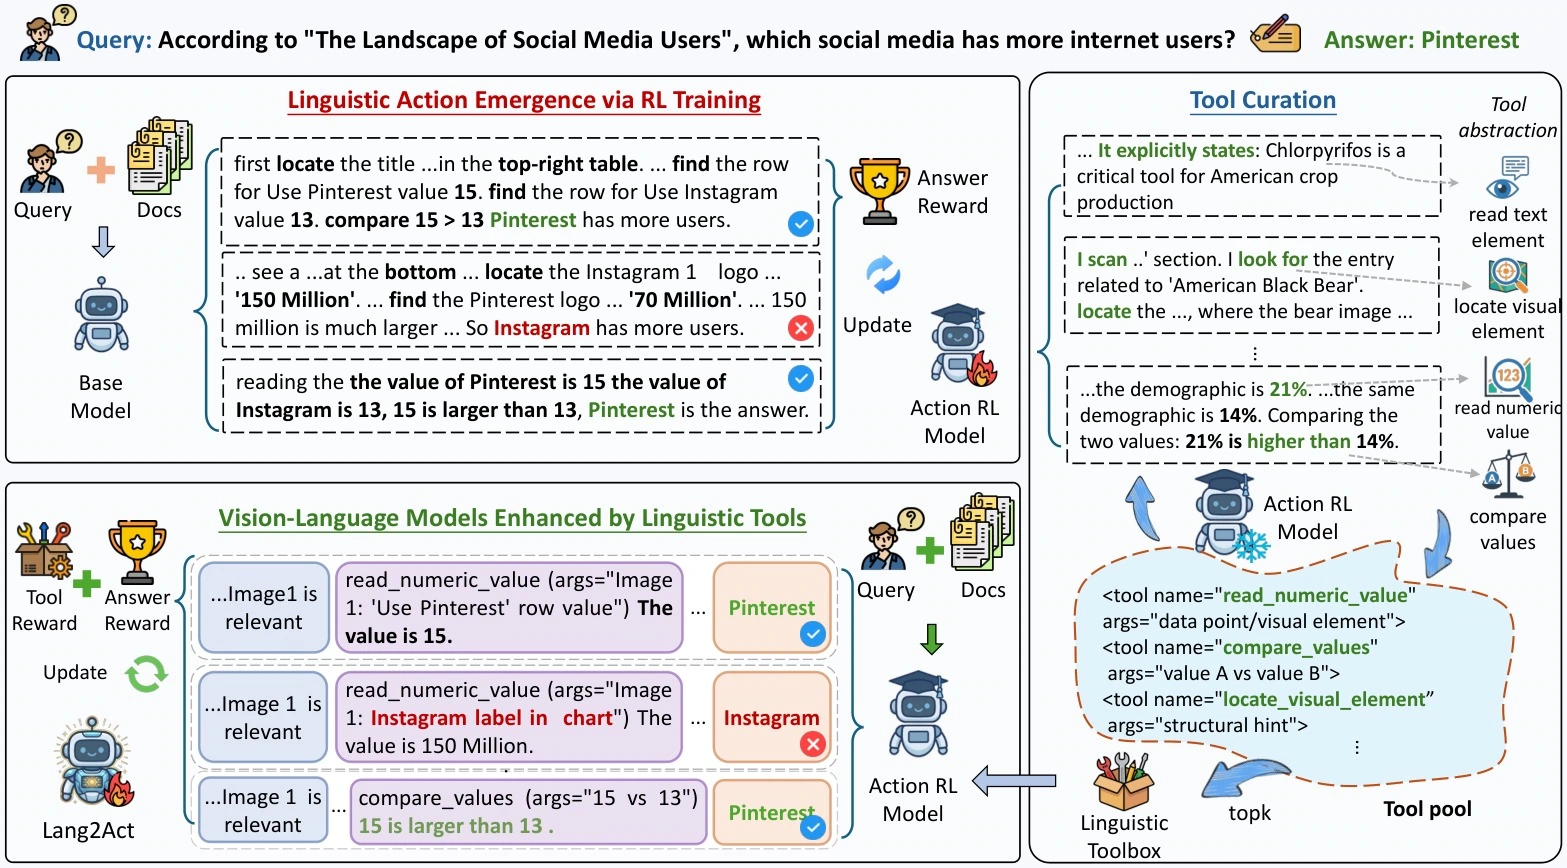 Query: According to "The Landscape of Social Media Users", which social media has more internet users?
Answer: Pinterest
Linguistic Action Emergence via RL Training
Query
Docs
Base
Model
first locate the title ...in the top-right table. ... find the row
for Use Pinterest value 15. find the row for Use Instagram
value 13. compare 15 > 13 Pinterest has more users.
.. see a ...at the bottom ... locate the Instagram 1 logo ...
'150 Million'. ... find the Pinterest logo ... '70 Million'. ... 150
million is much larger ... So Instagram has more users.
reading the the value of Pinterest is 15 the value of
Instagram is 13, 15 is larger than 13, Pinterest is the answer.
Answer
Reward
Update
Action RL
Model
Tool Curation
Tool
abstraction
... It explicitly states: Chlorpyrifos is a
critical tool for American crop
production
read text
element
I scan ..' section. I look for the entry
related to 'American Black Bear'.
locate the ..., where the bear image ...
locate visual
element
...the demographic is 21%. ...the same
demographic is 14%. Comparing the
two values: 21% is higher than 14%.
123
read numeric
value
A
B
compare
values
Action RL
Model
<tool name="read_numeric_value"
args="data point/visual element">
<tool name="compare_values"
args="value A vs value B">
<tool name="locate_visual_element”
args="structural hint">
Tool pool
topk
Linguistic
Toolbox
Vision-Language Models Enhanced by Linguistic Tools
Tool
Reward
Answer
Reward
Update
Lang2Act
...Image1 is
relevant
read_numeric_value (args="Image
1: 'Use Pinterest' row value") The
value is 15.
...
Pinterest
...Image 1 is
relevant
read_numeric_value (args="Image
1: Instagram label in chart") The
value is 150 Million.
...
Instagram
...Image 1 is
relevant
...
compare_values (args="15 vs 13")
15 is larger than 13 .
Pinterest
Query
Docs
Action RL
Model